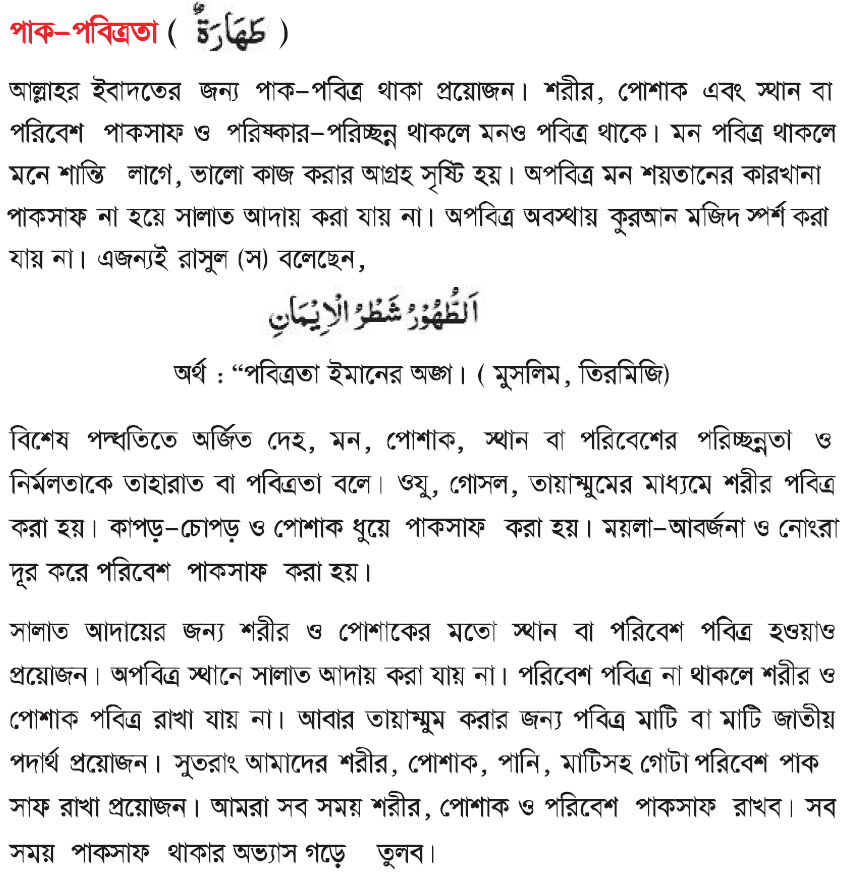 পাক-পবিত্রতা ( طَهَارَةٌ )
আল্লাহর ইবাদতের জন্য পাক-পবিত্র থাকা প্রয়োজন। শরীর, পোশাক এবং স্থান বা
পরিবেশ পাকসাফ ও পরিষ্কার-পরিচ্ছন্ন থাকলে মনও পবিত্র থাকে। মন পবিত্র থাকলে
মনে শান্তি লাগে, ভালো কাজ করার আগ্রহ সৃষ্টি হয়। অপবিত্র মন শয়তানের কারখানা
পাকসাফ না হয়ে সালাত আদায় করা যায় না। অপবিত্র অবস্থায় কুরআন মজিদ স্পর্শ করা
যায় না। এজন্যই রাসুল (স) বলেছেন,
اَلطُّهُوْرُ شَطْرُ الْاِيْمَانِ
অর্থ : “পবিত্রতা ইমানের অঙ্গ। ( মুসলিম, তিরমিজি)
বিশেষ পদ্ধতিতে অর্জিত দেহ, মন, পোশাক, স্থান বা পরিবেশের পরিচ্ছন্নতা ও
নির্মলতাকে তাহারাত বা পবিত্রতা বলে। ওযু, গোসল, তায়াম্মুমের মাধ্যমে শরীর পবিত্র
করা হয়। কাপড়-চোপড় ও পোশাক ধুয়ে পাকসাফ করা হয়। ময়লা-আবর্জনা ও নোংরা
দূর করে পরিবেশ পাকসাফ করা হয়।
সালাত আদায়ের জন্য শরীর ও পোশাকের মতো স্থান বা পরিবেশ পবিত্র হওয়াও
প্রয়োজন। অপবিত্র স্থানে সালাত আদায় করা যায় না। পরিবেশ পবিত্র না থাকলে শরীর ও
পোশাক পবিত্র রাখা যায় না। আবার তায়াম্মুম করার জন্য পবিত্র মাটি বা মাটি জাতীয়
পদার্থ প্রয়োজন। সুতরাং আমাদের শরীর, পোশাক, পানি, মাটিসহ গোটা পরিবেশ পাক
সাফ রাখা প্রয়োজন। আমরা সব সময় শরীর, পোশাক ও পরিবেশ পাকসাফ রাখব। সব
সময় পাকসাফ থাকার অভ্যাস গড়ে তুলব।